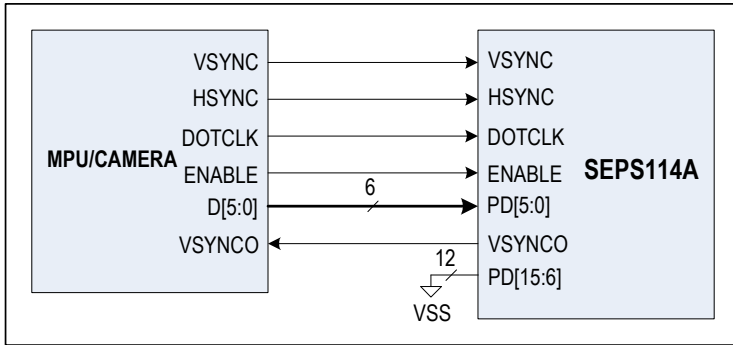 VSYNC
HSYNC
DOTCLK
MPU/CAMERA
ENABLE
D[5:0]
VSYNCO
6
12
VSS
VSYNC
HSYNC
DOTCLK
ENABLE
SEPS114A
PD[5:0]
VSYNCO
PD[15:6]